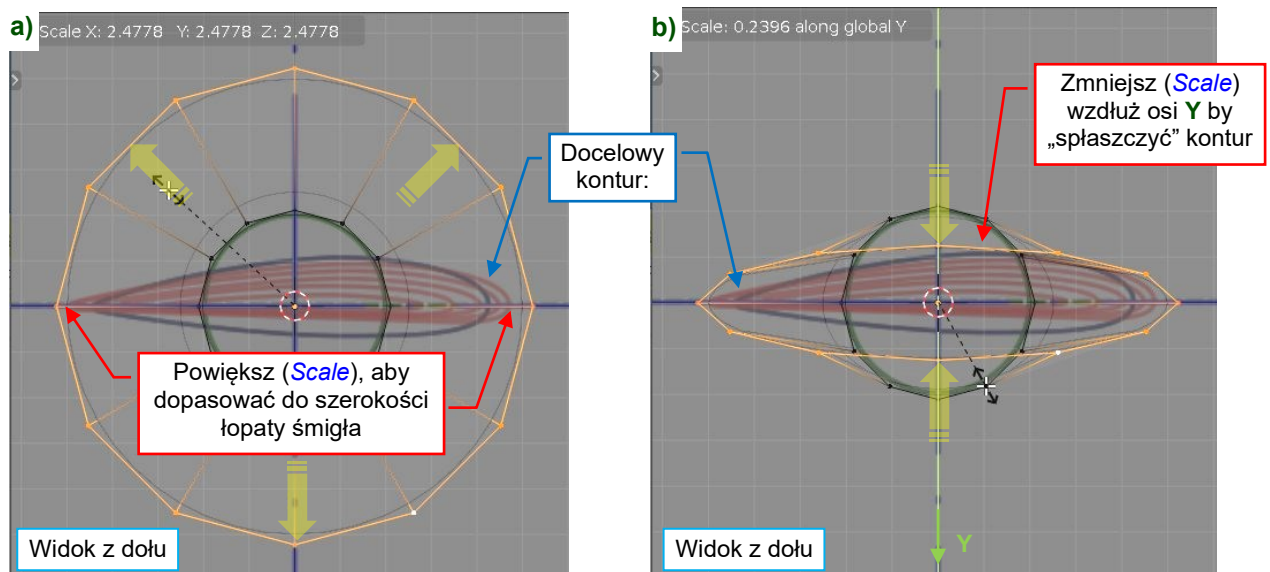 a)
Scale X: 2.4778 Y: 2.4778 Z: 2.4778
b)
Scale: 0.2396 along global Y
Zmniejsz (Scale)
wzdłuż osi Y by
„spłaszczyć” kontur
Docelowy
kontur:
Powiększ (Scale), aby
dopasować do szerokości
łopaty śmigła
Widok z dołu
Widok z dołu
Y